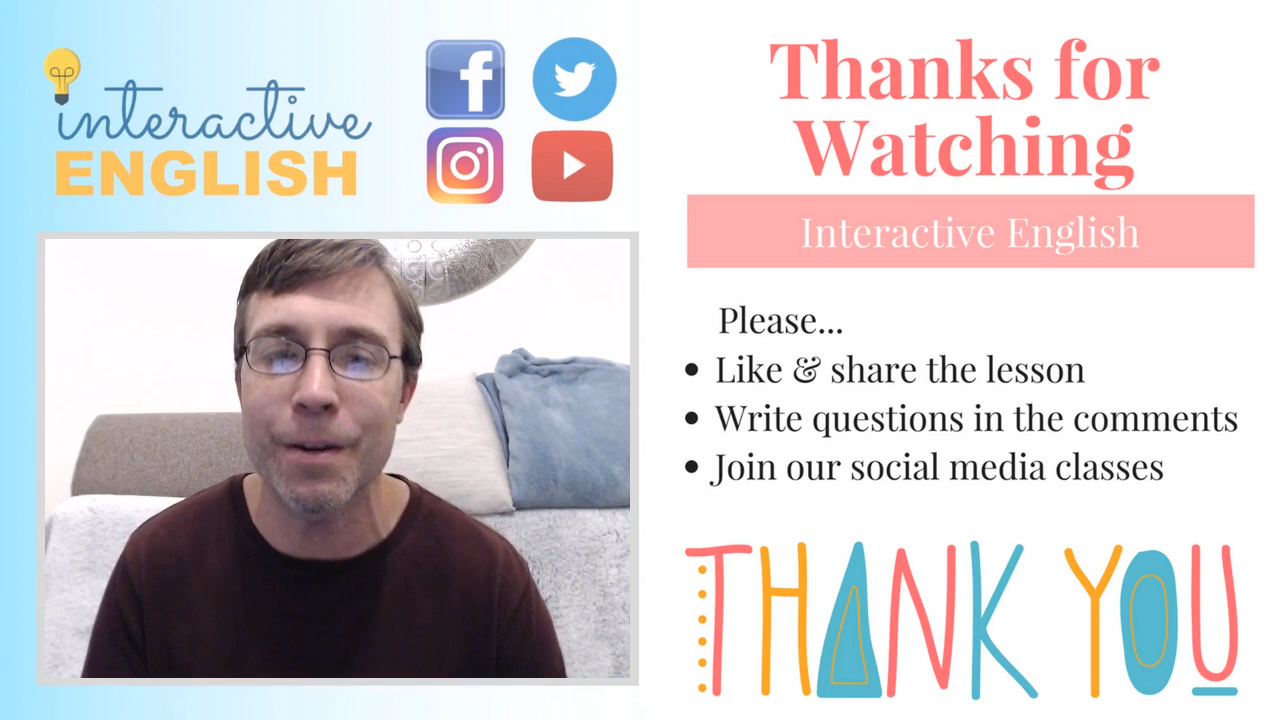 interactive
ENGLISH
f
Thanks for
Watching
Interactive English
Please...
• Like & share the lesson
• Write questions in the comments
• Join our social media classes
THANK YOU